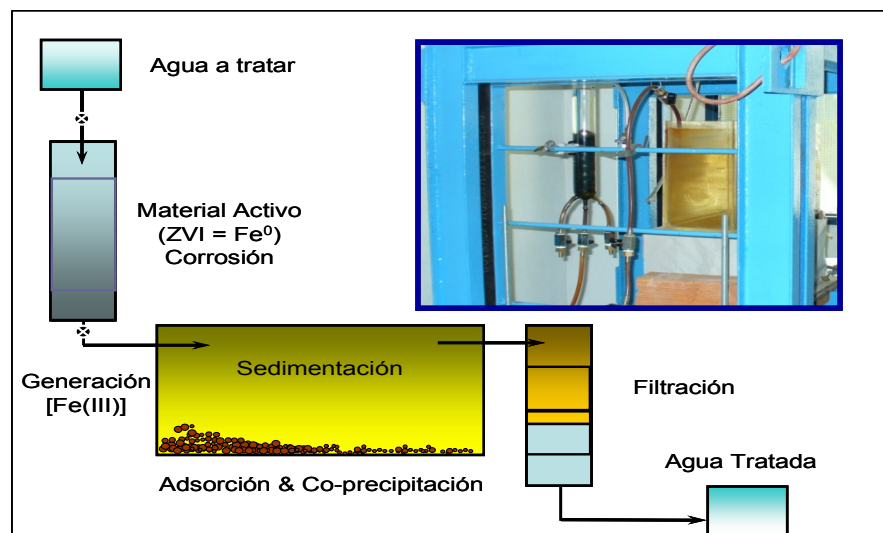 Agua a tratar
Material Activo
(ZVI = Fe⁰)
Corrosión
Generación
[Fe(III)]
Sedimentación
Adsorción & Co-precipitación
Filtración
Agua Tratada